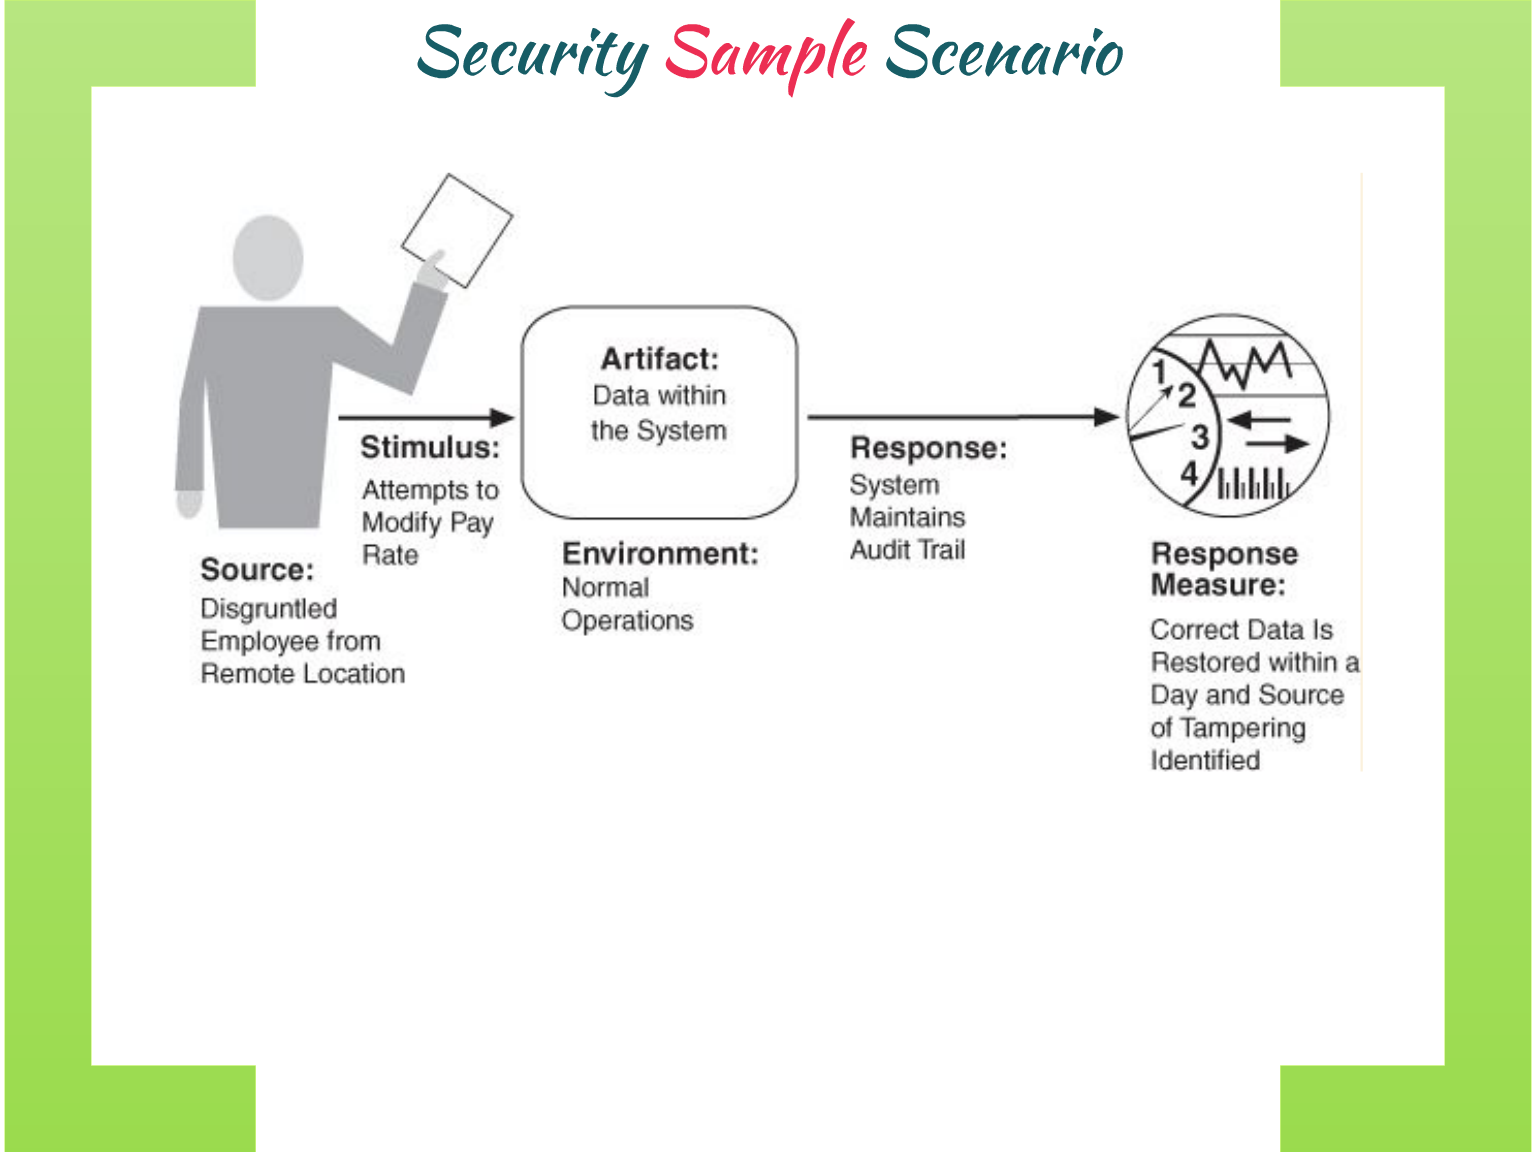 Security Sample Scenario
Source:
Disgruntled
Employee from
Remote Location
Stimulus:
Attempts to
Modify Pay
Rate
Artifact:
Data within
the System
Environment:
Normal
Operations
Response:
System
Maintains
Audit Trail
1
2
3
4
Response
Measure:
Correct Data Is
Restored within a
Day and Source
of Tampering
Identified